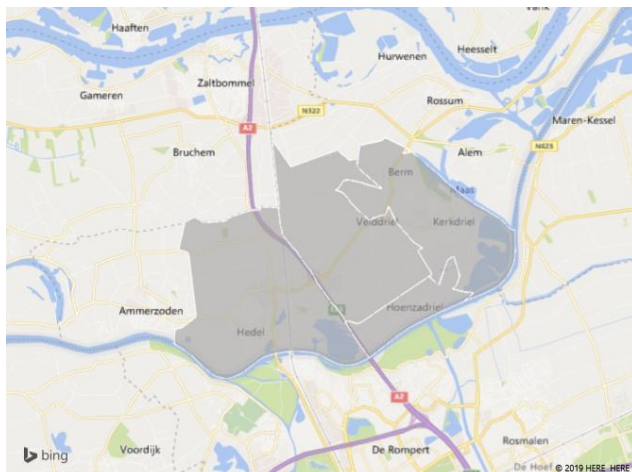 Haaften
Hurwenen
Heesselt
Zaltbommel
Gameren
N322
Rossum
A2
Maren-Kessel
N625
Bruchem
Alem
Berm
Maas
Velddriel
Kerkdriel
Ammerzoden
Hoenzadriel
Hedel
A2
Voordijk
De Rompert
Rosmalen
De Hoef
bing
© 2019 HERE HERE